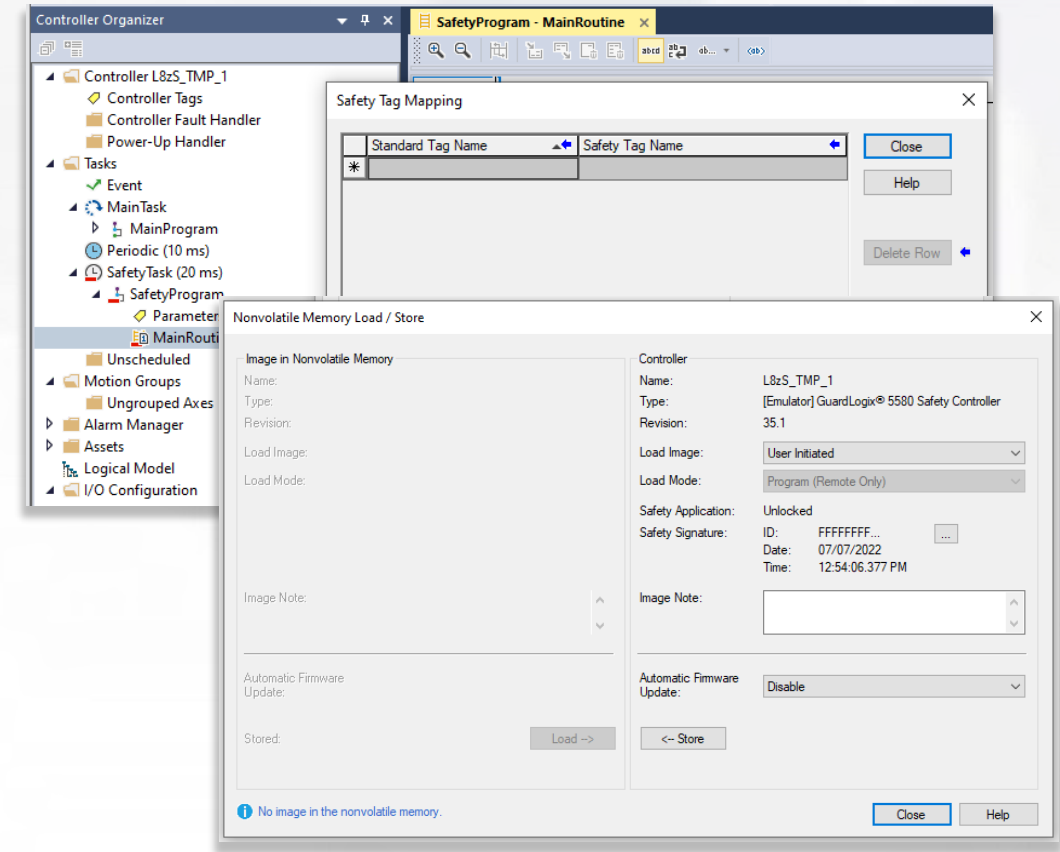 Controller Organizer
Controller L8zS_TMP_1
Controller Tags
Controller Fault Handler
Power-Up Handler
Tasks
Event
MainTask
MainProgram
Periodic (10 ms)
SafetyTask (20 ms)
SafetyProgram
Parameter
MainRouti
Unscheduled
Motion Groups
Ungrouped Axes
Alarm Manager
Assets
Logical Model
I/O Configuration
SafetyProgram - MainRoutine
abcd ab ab... <ab>
Safety Tag Mapping
Standard Tag Name Safety Tag Name
Close
Help
Delete Row
Nonvolatile Memory Load / Store
Image in Nonvolatile Memory
Name:
Type:
Revision:
Load Image:
Load Mode:
Image Note:
Automatic Firmware
Update:
Stored:
Load -->
Controller
Name: L8zS_TMP_1
Type: [Emulator] GuardLogix® 5580 Safety Controller
Revision: 35.1
Load Image: User Initiated
Load Mode: Program (Remote Only)
Safety Application: Unlocked
Safety Signature: ID: FFFFFFFF... ...
Date: 07/07/2022
Time: 12:54:06.377 PM
Image Note:
Automatic Firmware
Update: Disable
<-- Store
No image in the nonvolatile memory.
Close Help